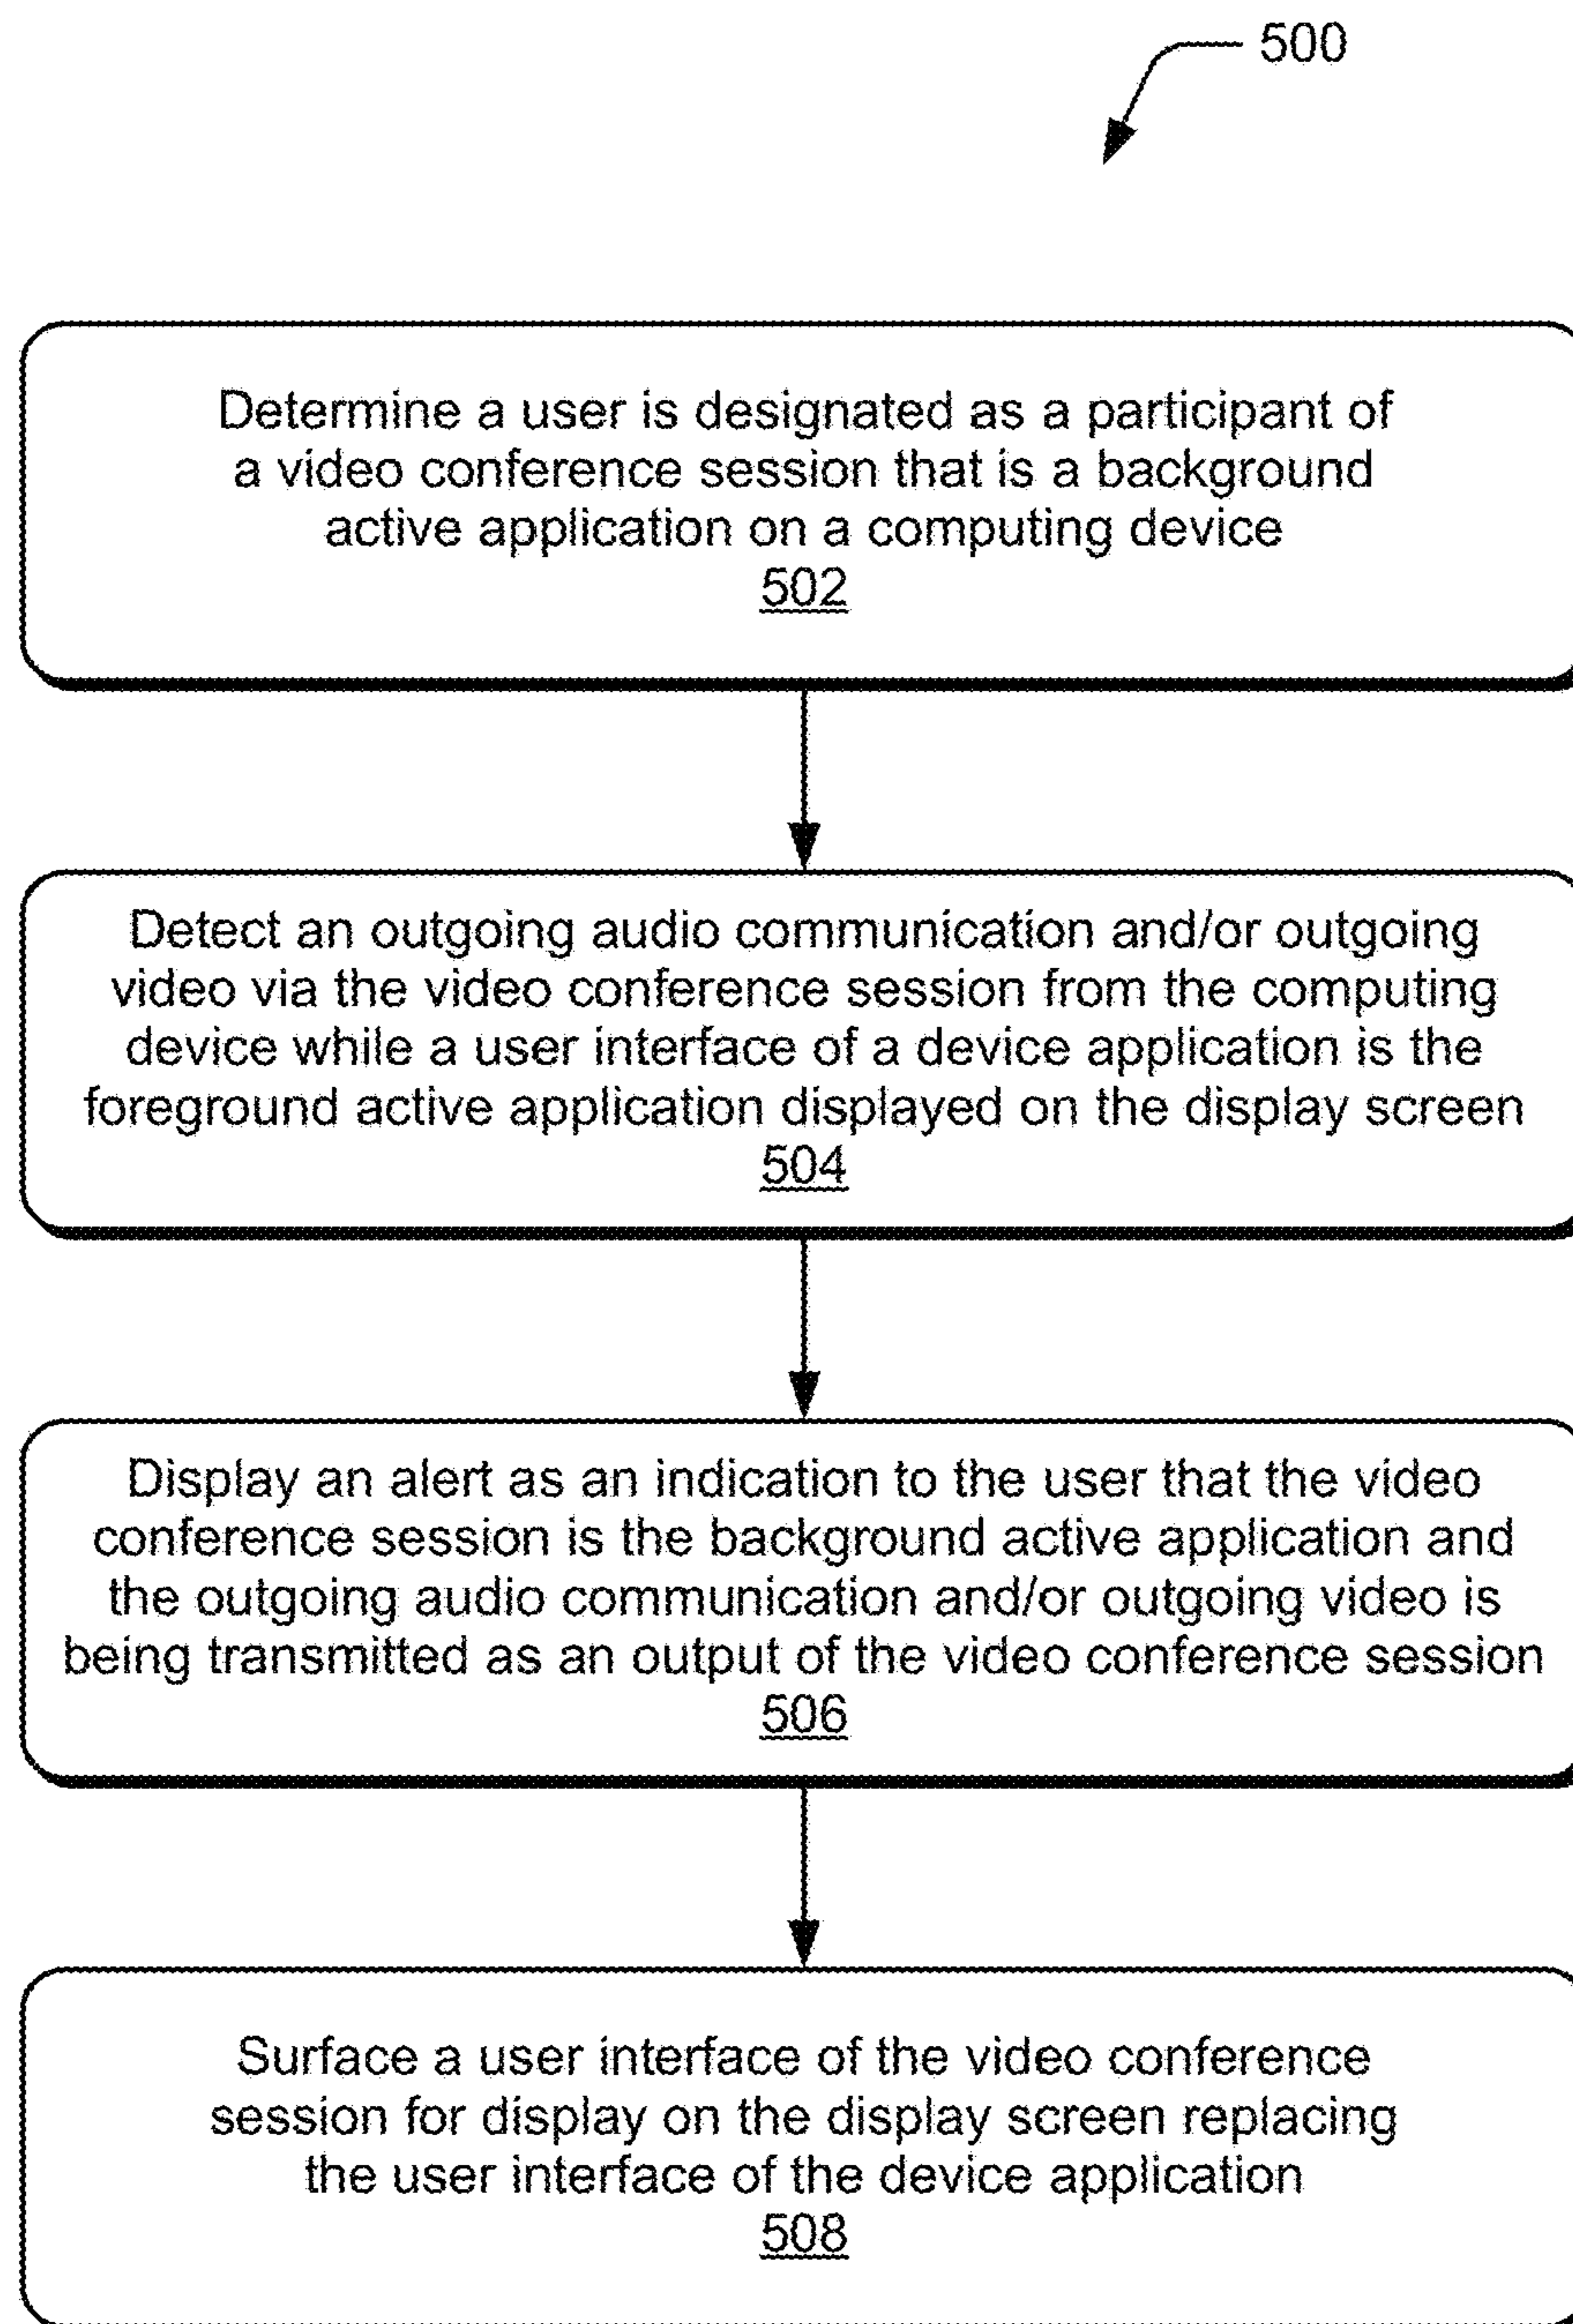 500
Determine a user is designated as a participant of
a video conference session that is a background
active application on a computing device
502
Detect an outgoing audio communication and/or outgoing
video via the video conference session from the computing
device while a user interface of a device application is the
foreground active application displayed on the display screen
504
Display an alert as an indication to the user that the video
conference session is the background active application and
the outgoing audio communication and/or outgoing video is
being transmitted as an output of the video conference session
506
Surface a user interface of the video conference
session for display on the display screen replacing
the user interface of the device application
508